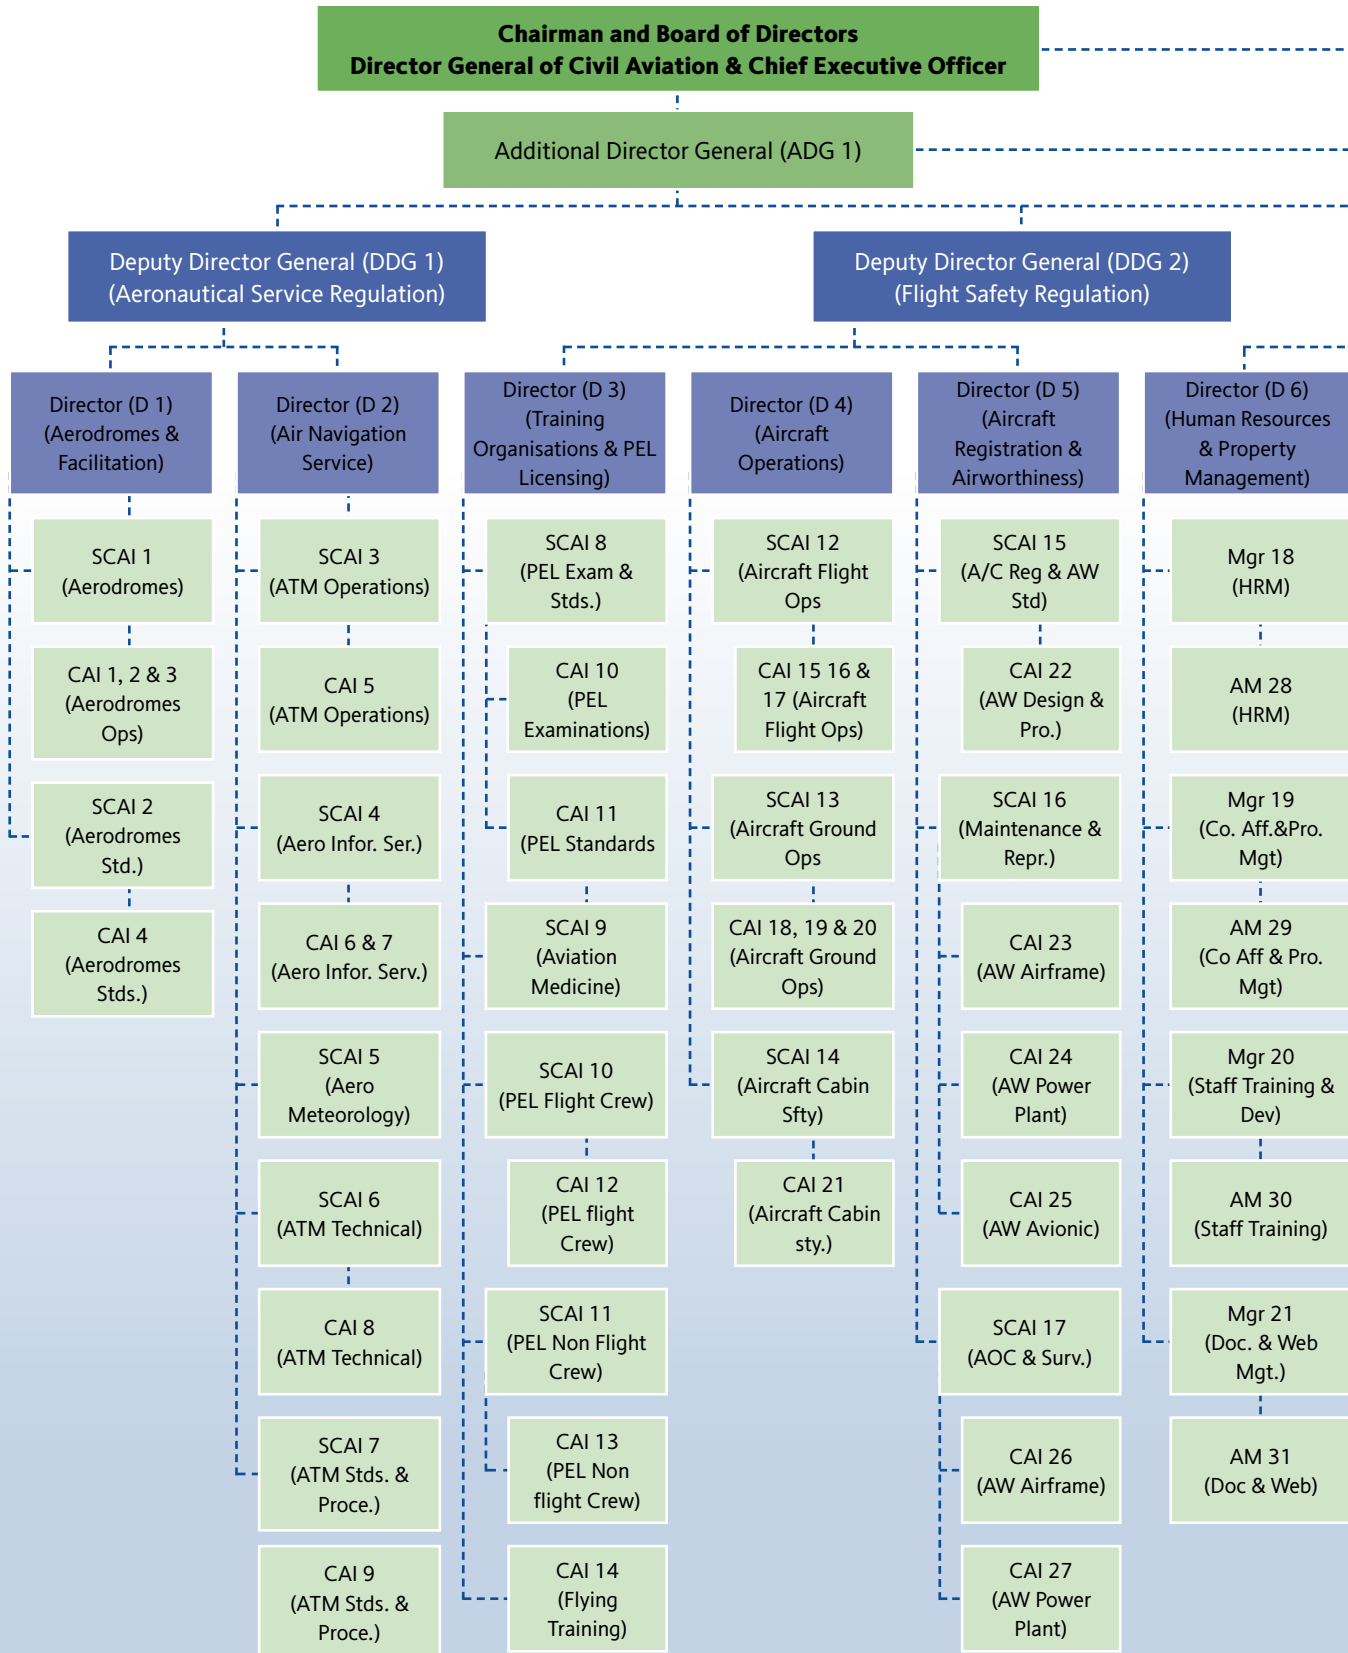 Chairman and Board of Directors
Director General of Civil Aviation & Chief Executive Officer
Additional Director General (ADG 1)
Deputy Director General (DDG 1)
(Aeronautical Service Regulation)
Deputy Director General (DDG 2)
(Flight Safety Regulation)
Director (D 1)
(Aerodromes &
Facilitation)
SCAI 1
(Aerodromes)
CAI 1, 2 & 3
(Aerodromes
Ops)
SCAI 2
(Aerodromes
Std.)
CAI 4
(Aerodromes
Stds.)
Director (D 2)
(Air Navigation
Service)
SCAI 3
(ATM Operations)
CAI 5
(ATM Operations)
SCAI 4
(Aero Infor. Ser.)
CAI 6 & 7
(Aero Infor. Serv.)
SCAI 5
(Aero
Meteorology)
SCAI 6
(ATM Technical)
CAI 8
(ATM Technical)
SCAI 7
(ATM Stds. &
Proce.)
CAI 9
(ATM Stds. &
Proce.)
Director (D 3)
(Training
Organisations & PEL
Licensing)
SCAI 8
(PEL Exam &
Stds.)
CAI 10
(PEL
Examinations)
CAI 11
(PEL Standards
SCAI 9
(Aviation
Medicine)
SCAI 10
(PEL Flight Crew)
CAI 12
(PEL flight
Crew)
SCAI 11
(PEL Non Flight
Crew)
CAI 13
(PEL Non
flight Crew)
CAI 14
(Flying
Training)
Director (D 4)
(Aircraft
Operations)
SCAI 12
(Aircraft Flight
Ops
CAI 15 16 &
17 (Aircraft
Flight Ops)
SCAI 13
(Aircraft Ground
Ops
CAI 18, 19 & 20
(Aircraft Ground
Ops)
SCAI 14
(Aircraft Cabin
Sfty)
CAI 21
(Aircraft Cabin
sty.)
Director (D 5)
(Aircraft
Registration &
Airworthiness)
SCAI 15
(A/C Reg & AW
Std)
CAI 22
(AW Design &
Pro.)
SCAI 16
(Maintenance &
Repr.)
CAI 23
(AW Airframe)
CAI 24
(AW Power
Plant)
CAI 25
(AW Avionic)
SCAI 17
(AOC & Surv.)
CAI 26
(AW Airframe)
CAI 27
(AW Power
Plant)
Director (D 6)
(Human Resources
& Property
Management)
Mgr 18
(HRM)
AM 28
(HRM)
Mgr 19
(Co. Aff.&Pro.
Mgt)
AM 29
(Co Aff & Pro.
Mgt)
Mgr 20
(Staff Training &
Dev)
AM 30
(Staff Training)
Mgr 21
(Doc. & Web
Mgt.)
AM 31
(Doc & Web)